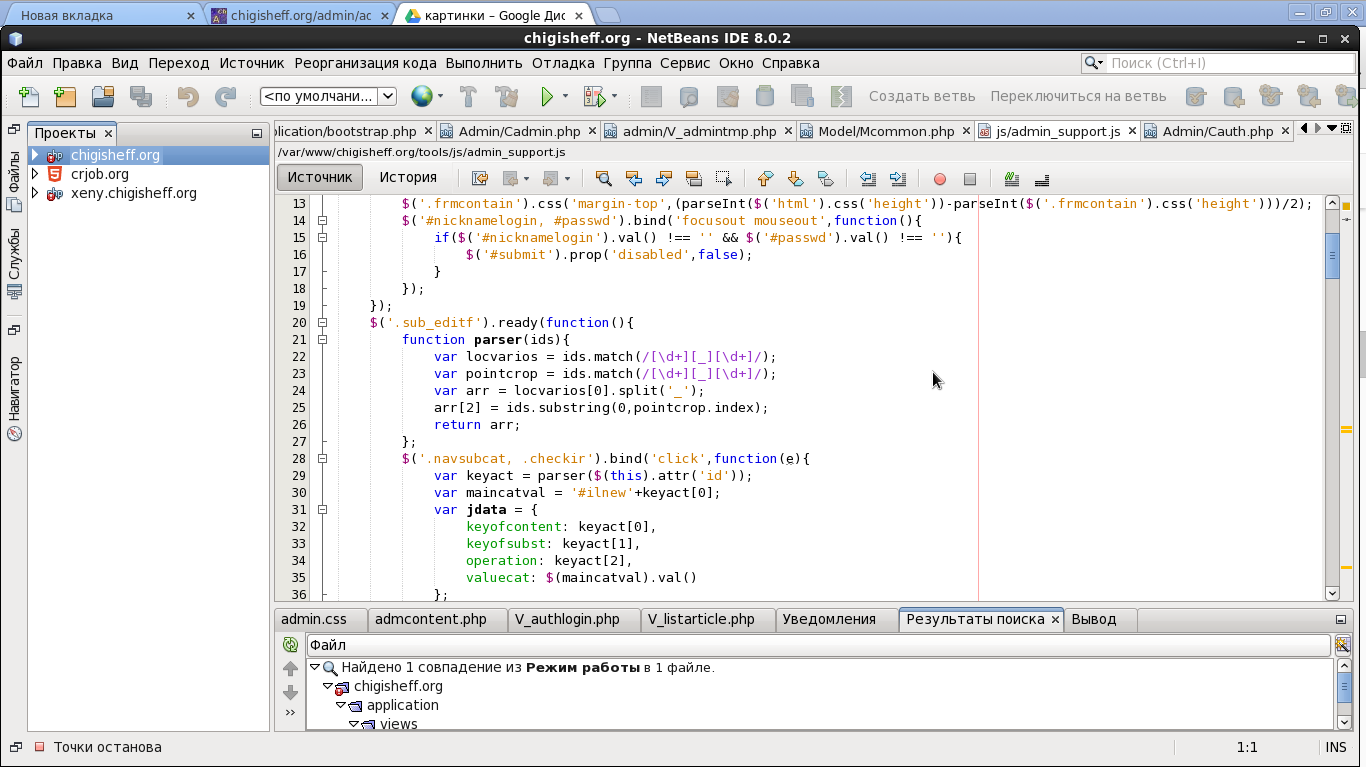 Новая вкладка
chigisheff.org/admin/ac
картинки – Google Дис
chigisheff.org - NetBeans IDE 8.0.2
Файл Правка Вид Переход Источник Реорганизация кода Выполнить Отладка Группа Сервис Окно Справка
Поиск (Ctrl+I)
<по умолчани...
Создать ветвь
Переключиться на ветвь
Проекты
chigisheff.org
crjob.org
xeny.chigisheff.org
Файлы
Службы
Навигатор
lication/bootstrap.php Admin/Cadmin.php admin/V_admintmp.php Model/Mcommon.php js/admin_support.js Admin/Cauth.php
/var/www/chigisheff.org/tools/js/admin_support.js
Источник История
13 $('.frmcontain').css('margin-top',(parseInt($('html').css('height'))-parseInt($('.frmcontain').css('height')))/2);
14 $('#nicknamelogin, #passwd').bind('focusout mouseout',function(){
15 if($('#nicknamelogin').val() !== '' && $('#passwd').val() !== ''){
16 $('#submit').prop('disabled',false);
17 }
18 });
19 });
20 $('.sub_editf').ready(function(){
21 function parser(ids){
22 var locvarios = ids.match(/[\d+][_][\d+]/);
23 var pointcrop = ids.match(/[\d+][_][\d+]/);
24 var arr = locvarios[0].split('_');
25 arr[2] = ids.substring(0,pointcrop.index);
26 return arr;
27 };
28 $('.navsubcat, .checkir').bind('click',function(e){
29 var keyact = parser($(this).attr('id'));
30 var maincatval = '#ilnew'+keyact[0];
31 var jdata = {
32 keyofcontent: keyact[0],
33 keyofsubst: keyact[1],
34 operation: keyact[2],
35 valuecat: $(maincatval).val()
36 };
admin.css admcontent.php V_authlogin.php V_listarticle.php Уведомления Результаты поиска Вывод
Файл
Найдено 1 совпадение из Режим работы в 1 файле.
chigisheff.org
application
views
Точки останова
1:1
INS